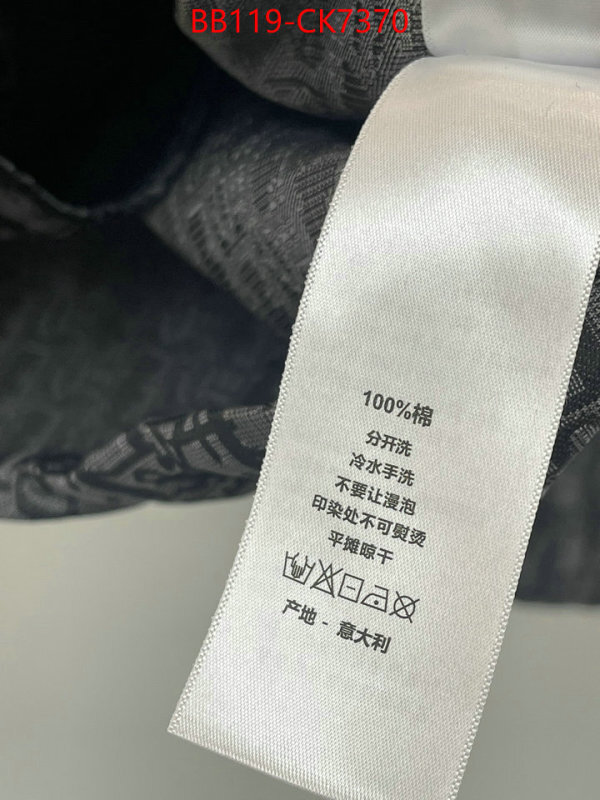 BB119-CK7370
100%棉
分开洗
冷水手洗
不要让漫泡
印染处不可熨烫
平摊晾干
产地 - 意大利